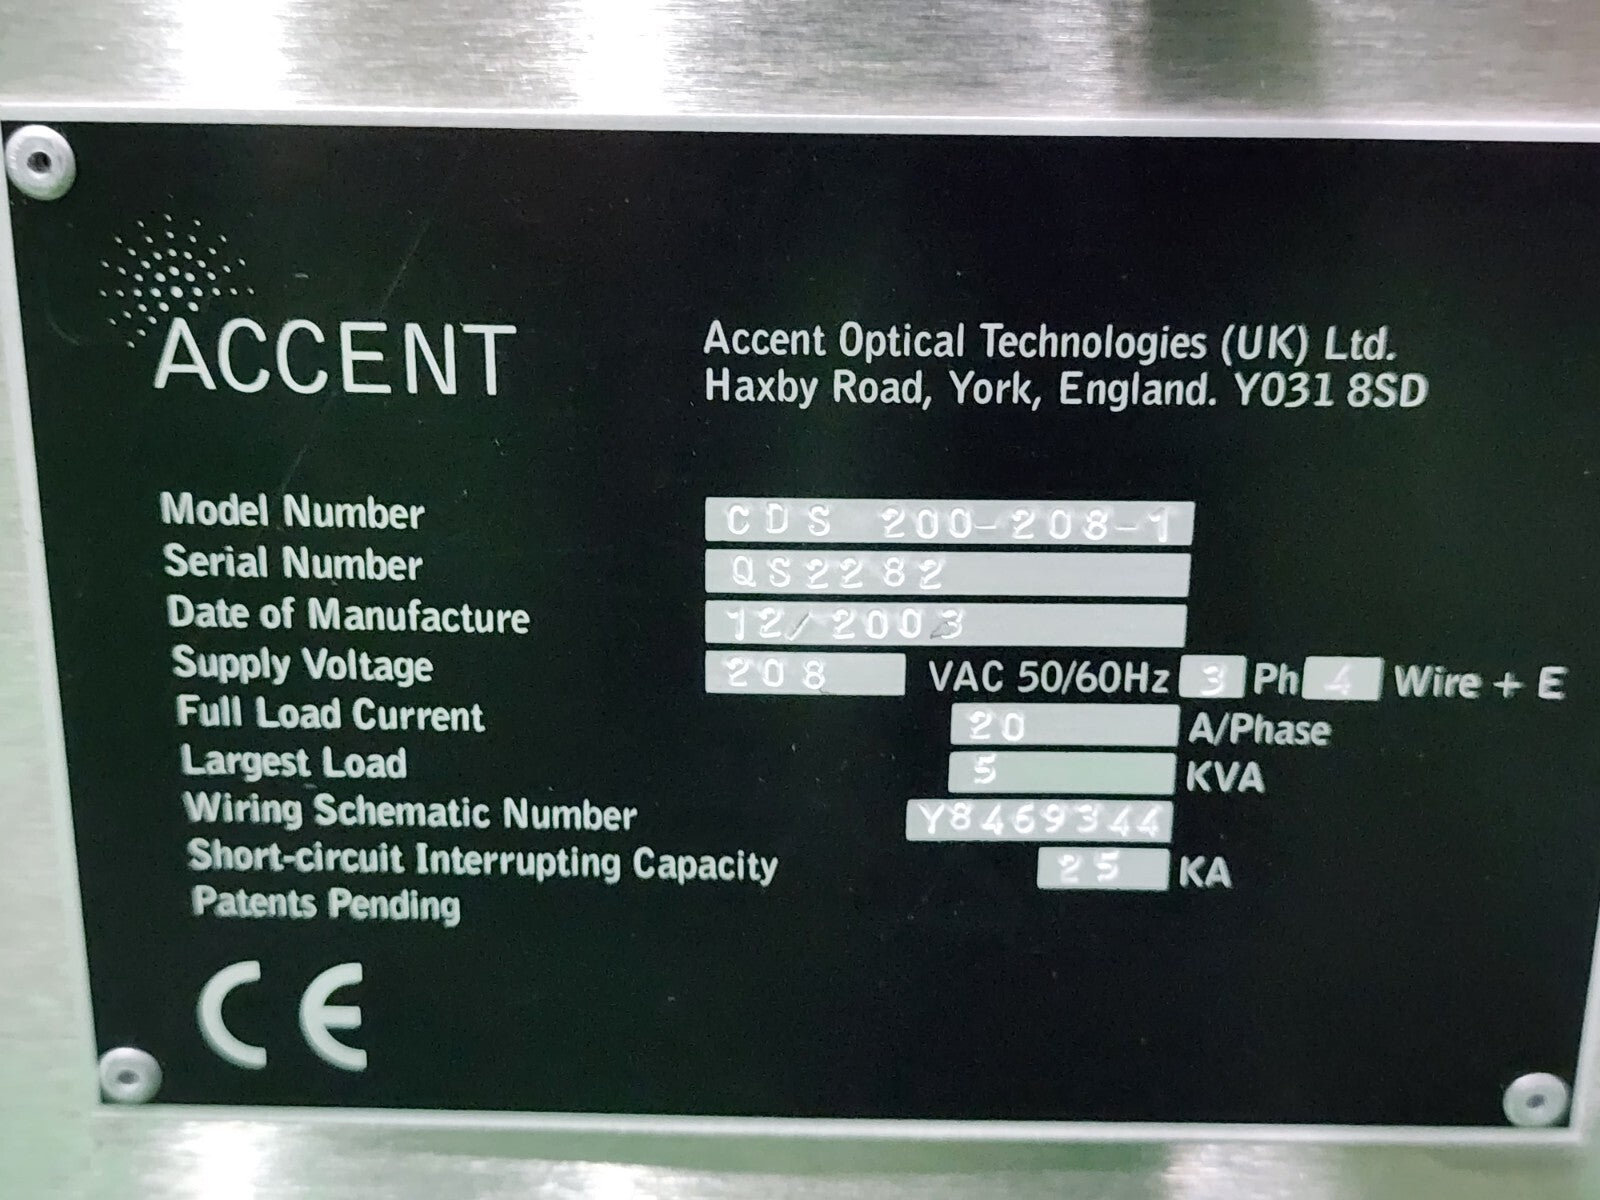 ACCENT
Accent Optical Technologies (UK) Ltd.
Haxby Road, York, England. YO31 8SD
Model Number CDS 200-208-1
Serial Number QS2282
Date of Manufacture 12/2003
Supply Voltage 208 VAC 50/60Hz 3 Ph 4 Wire + E
Full Load Current 20 A/Phase
Largest Load 5 KVA
Wiring Schematic Number Y8469344
Short-circuit Interrupting Capacity 25 KA
Patents Pending
CE